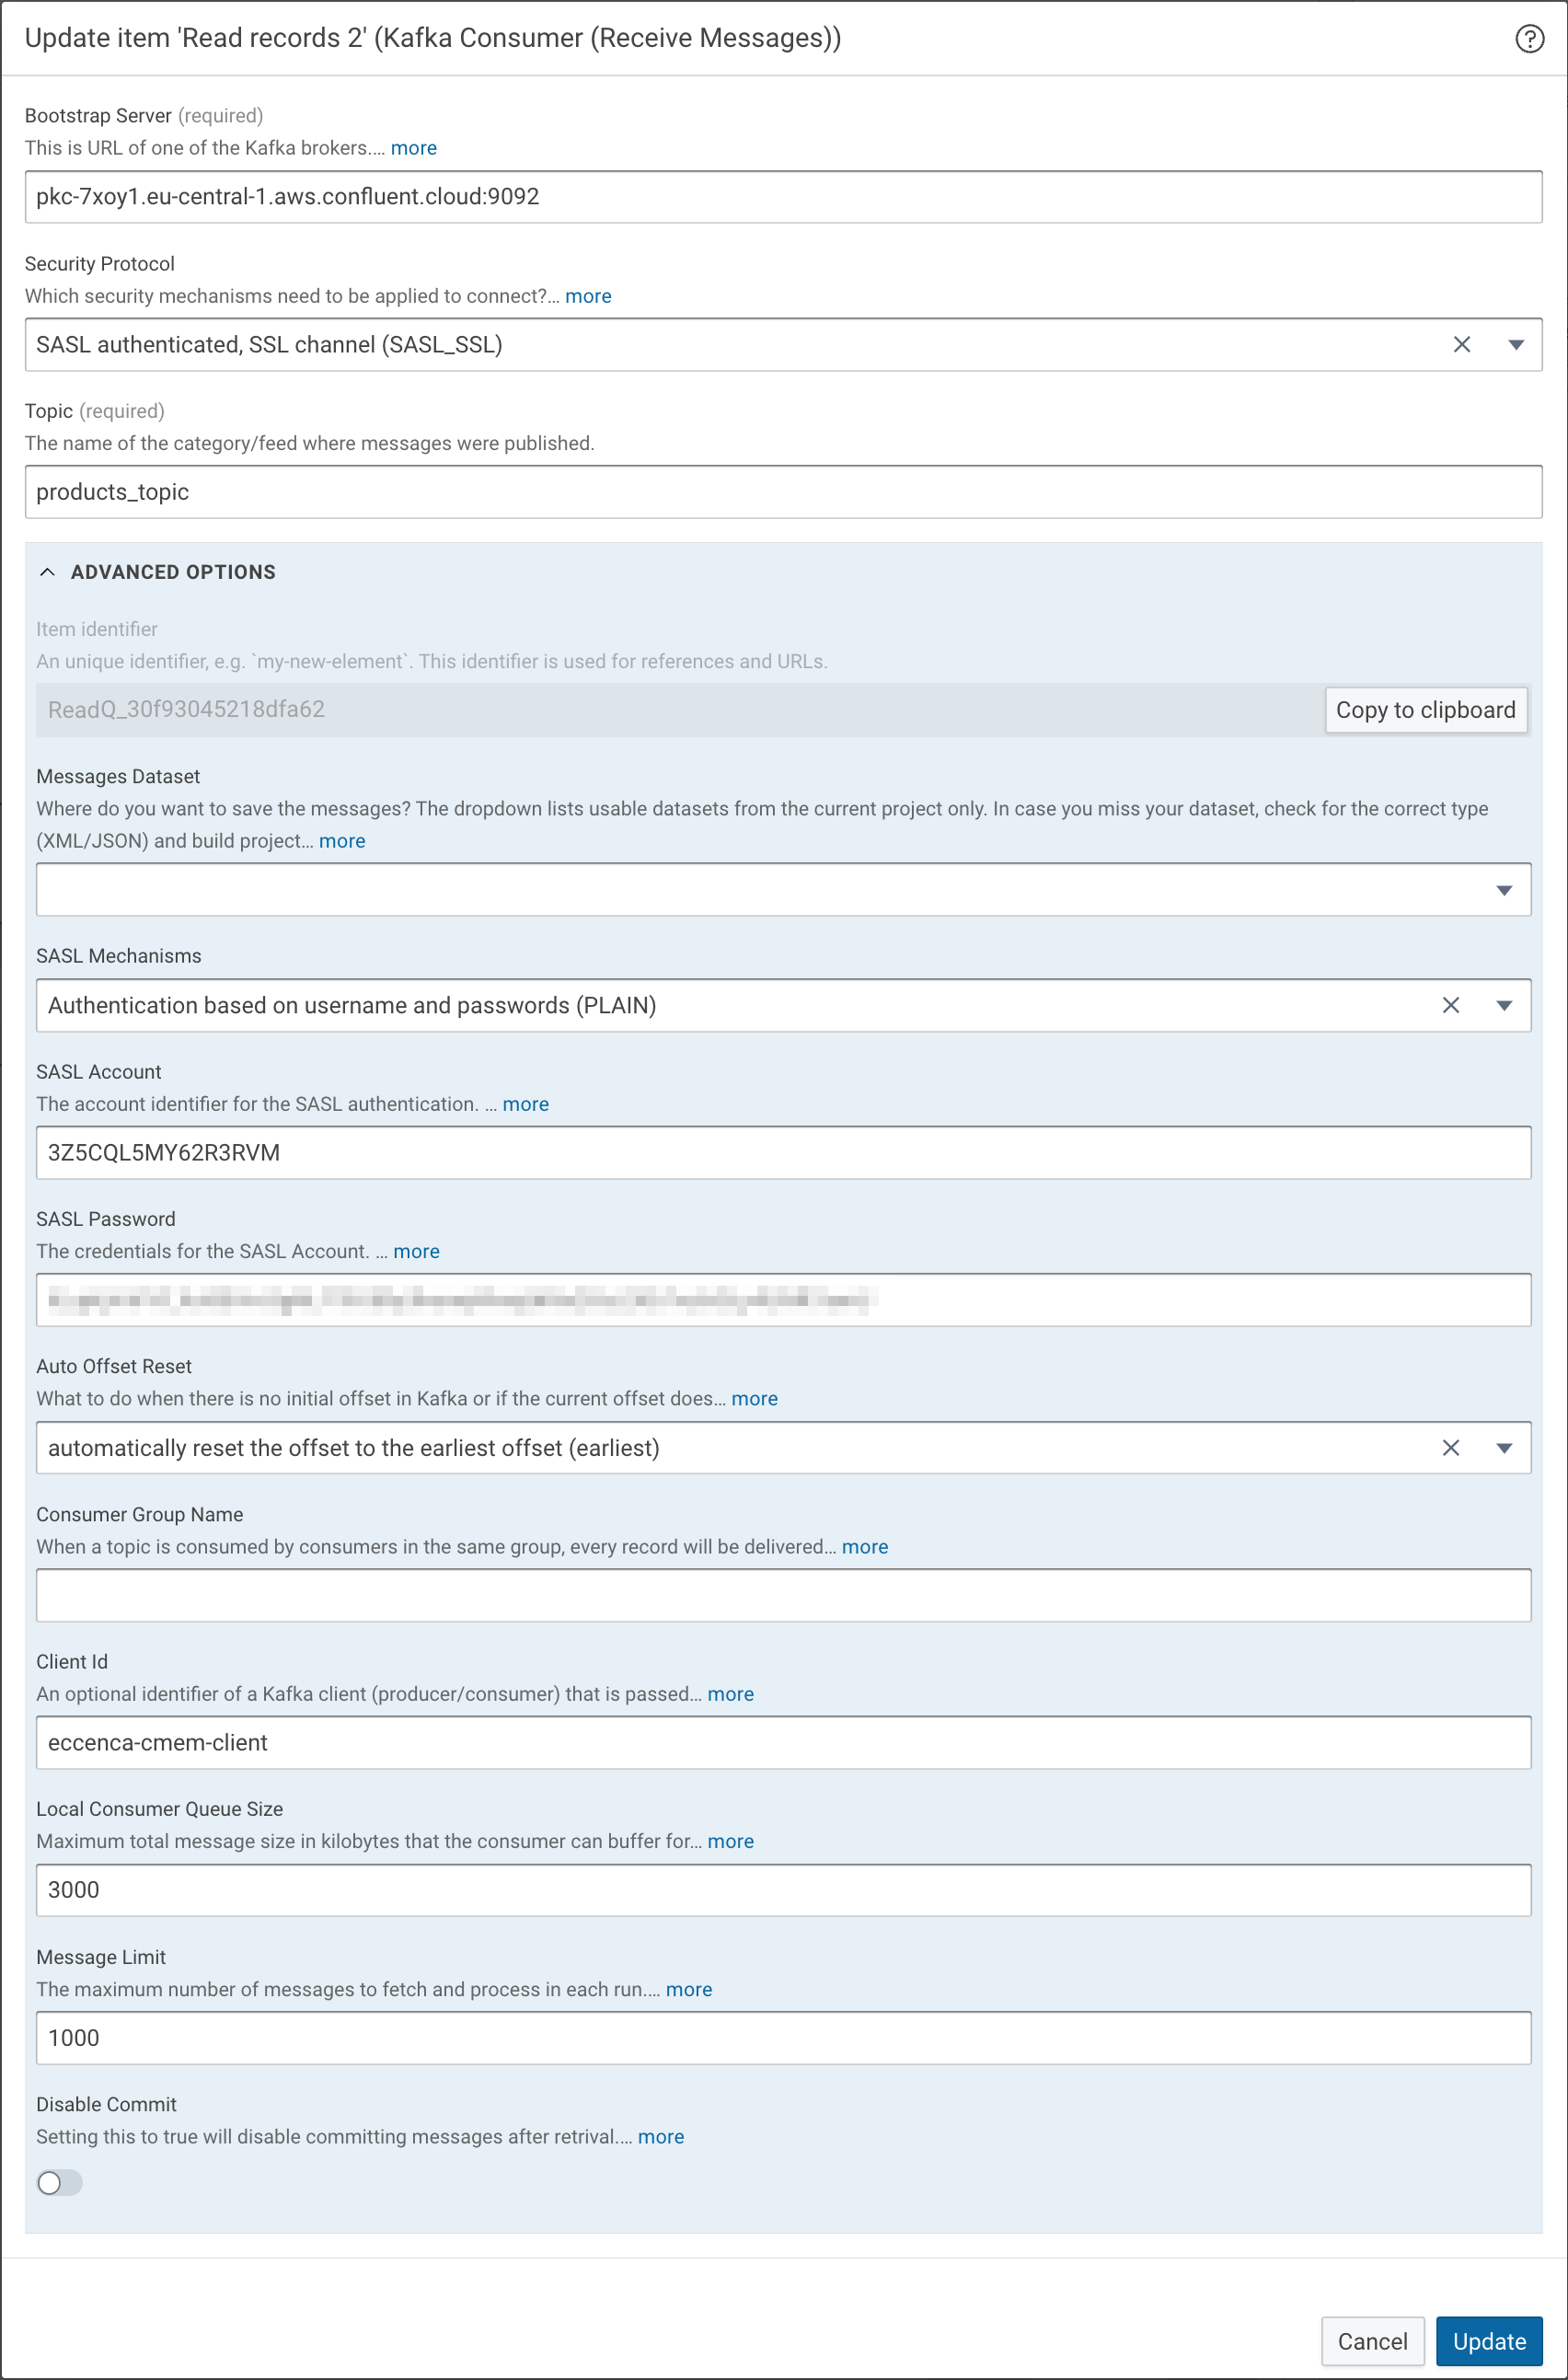 Update item 'Read records 2' (Kafka Consumer (Receive Messages))
Bootstrap Server (required)
This is URL of one of the Kafka brokers.... more
pkc-7xoy1.eu-central-1.aws.confluent.cloud:9092
Security Protocol
Which security mechanisms need to be applied to connect?... more
SASL authenticated, SSL channel (SASL_SSL)
Topic (required)
The name of the category/feed where messages were published.
products_topic
ADVANCED OPTIONS
Item identifier
An unique identifier, e.g. `my-new-element`. This identifier is used for references and URLs.
ReadQ_30f93045218dfa62
Copy to clipboard
Messages Dataset
Where do you want to save the messages? The dropdown lists usable datasets from the current project only. In case you miss your dataset, check for the correct type
(XML/JSON) and build project... more
SASL Mechanisms
Authentication based on username and passwords (PLAIN)
SASL Account
The account identifier for the SASL authentication. ... more
3Z5CQL5MY62R3RVM
SASL Password
The credentials for the SASL Account. ... more
Auto Offset Reset
What to do when there is no initial offset in Kafka or if the current offset does... more
automatically reset the offset to the earliest offset (earliest)
Consumer Group Name
When a topic is consumed by consumers in the same group, every record will be delivered... more
Client Id
An optional identifier of a Kafka client (producer/consumer) that is passed... more
eccenca-cmem-client
Local Consumer Queue Size
Maximum total message size in kilobytes that the consumer can buffer for... more
3000
Message Limit
The maximum number of messages to fetch and process in each run.... more
1000
Disable Commit
Setting this to true will disable committing messages after retrival.... more
Cancel
Update